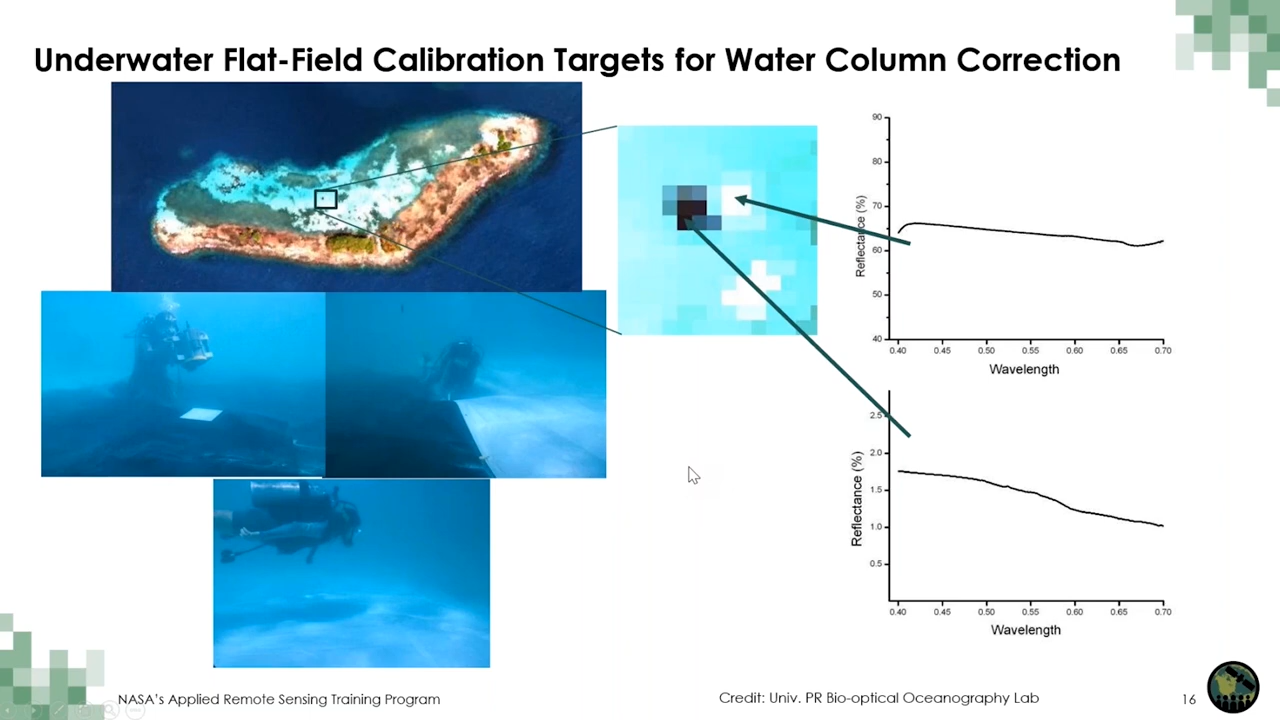 Underwater Flat-Field Calibration Targets for Water Column Correction
90
80
70
60
50
40
Reflectance (%)
0.40 0.45 0.50 0.55 0.60 0.65 0.70
Wavelength
2.5
2.0
1.5
1.0
0.5
Reflectance (%)
0.40 0.45 0.50 0.55 0.60 0.65 0.70
Wavelength
NASA's Applied Remote Sensing Training Program
Credit: Univ. PR Bio-optical Oceanography Lab
16